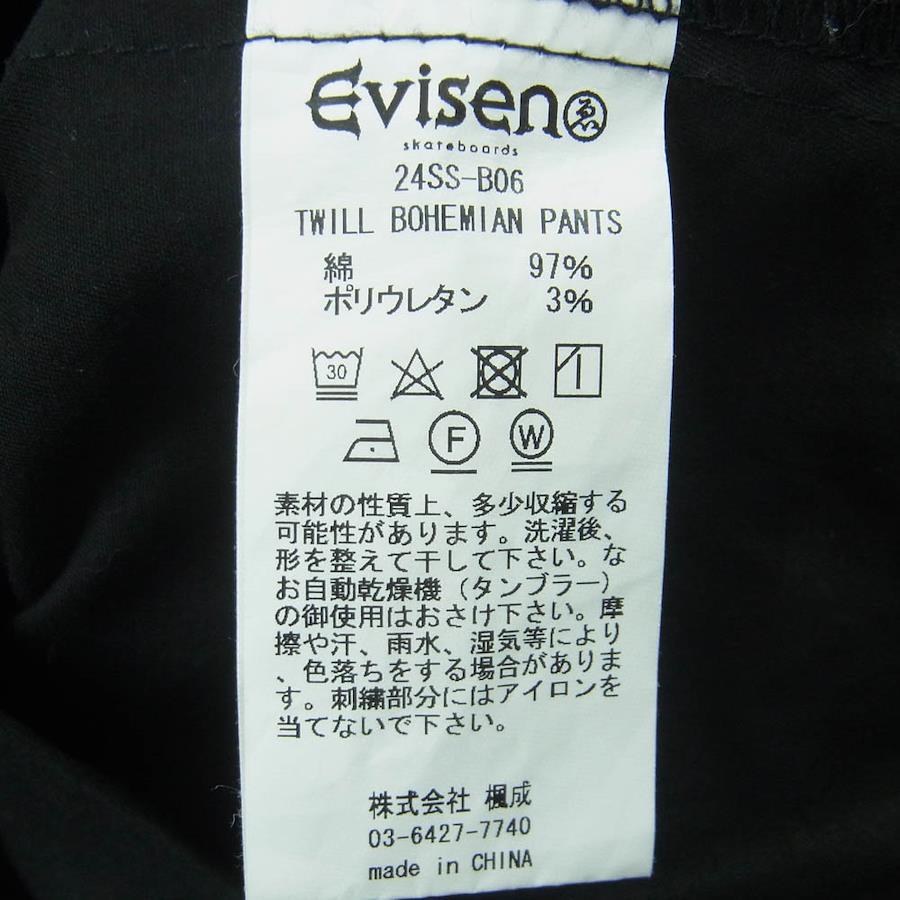 Evisen ゑ
skateboards
24SS-B06
TWILL BOHEMIAN PANTS
綿 97%
ポリウレタン 3%
30
F W
素材の性質上、多少収縮する
可能性があります。洗濯後、
形を整えて干して下さい。な
お自動乾燥機（タンブラー）
の御使用はおさけ下さい。摩
擦や汗、雨水、湿気等により
、色落ちをする場合がありま
す。刺繍部分にはアイロンを
当てないで下さい。
株式会社 楓成
03-6427-7740
made in CHINA